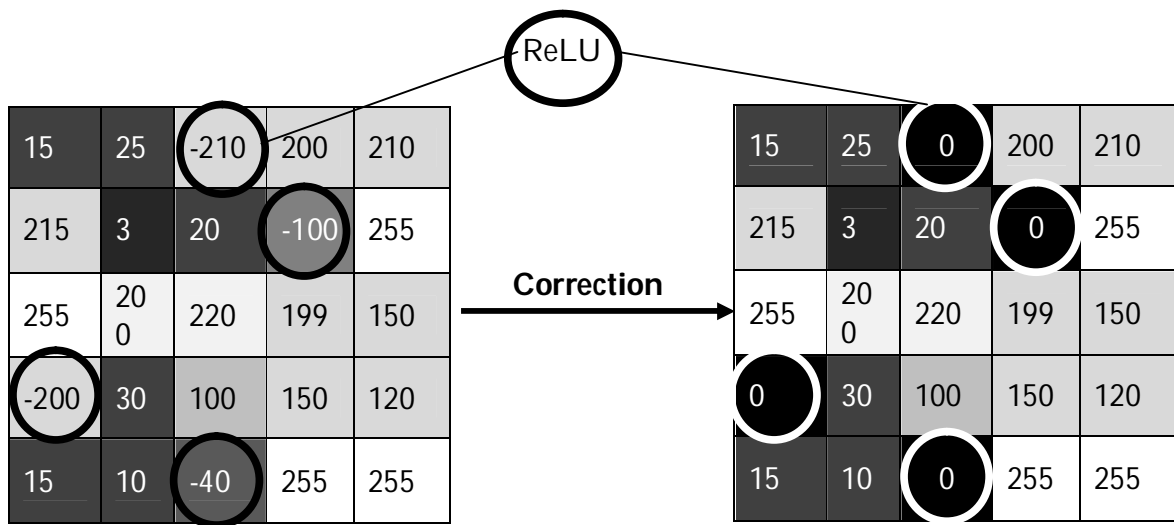 ReLU
15 25 -210 200 210
215 3 20 -100 255
255 20
0 220 199 150
-200 30 100 150 120
15 10 -40 255 255
Correction
15 25 0 200 210
215 3 20 0 255
255 20
0 220 199 150
0 30 100 150 120
15 10 0 255 255